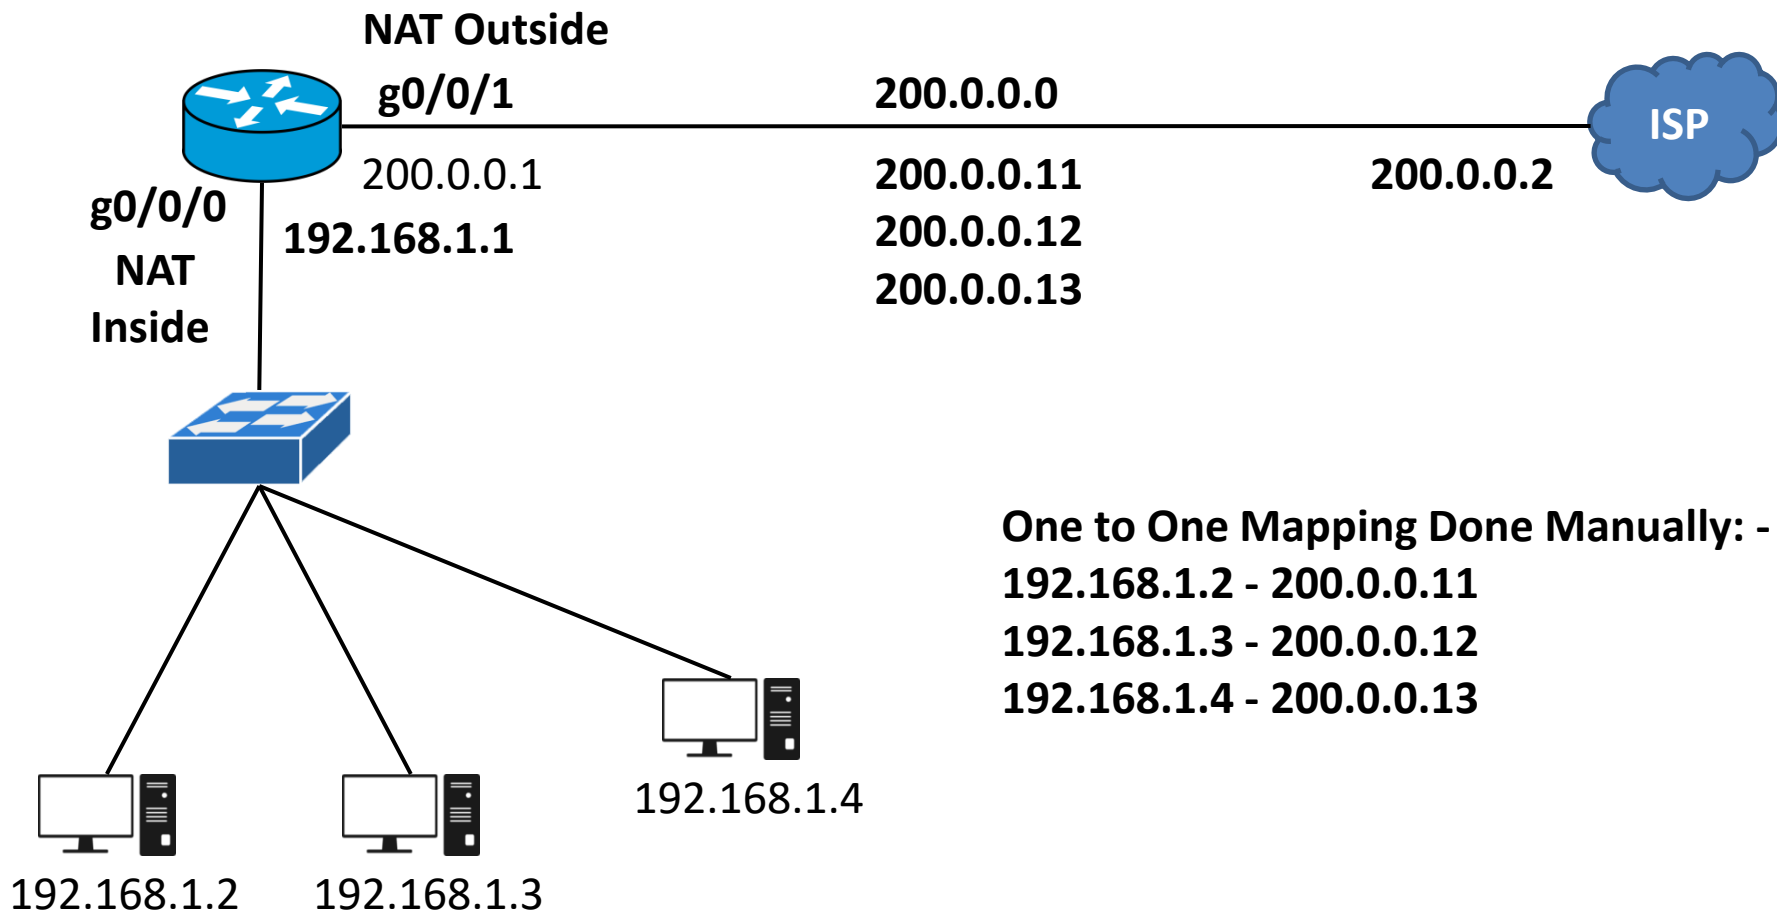 NAT Outside
g0/0/1
200.0.0.0
ISP
200.0.0.1
200.0.0.11
200.0.0.2
g0/0/0
192.168.1.1
200.0.0.12
NAT
Inside
200.0.0.13
One to One Mapping Done Manually: -
192.168.1.2 - 200.0.0.11
192.168.1.3 - 200.0.0.12
192.168.1.4 - 200.0.0.13
192.168.1.4
192.168.1.2
192.168.1.3